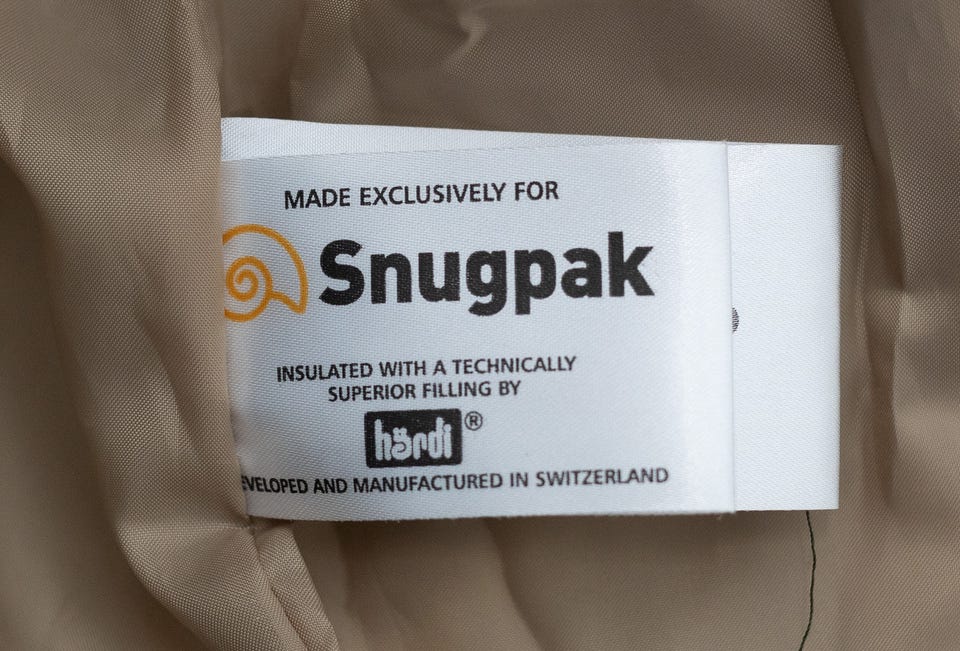 MADE EXCLUSIVELY FOR
Snugpak
INSULATED WITH A TECHNICALLY
SUPERIOR FILLING BY
hördi®
EVELOPED AND MANUFACTURED IN SWITZERLAND